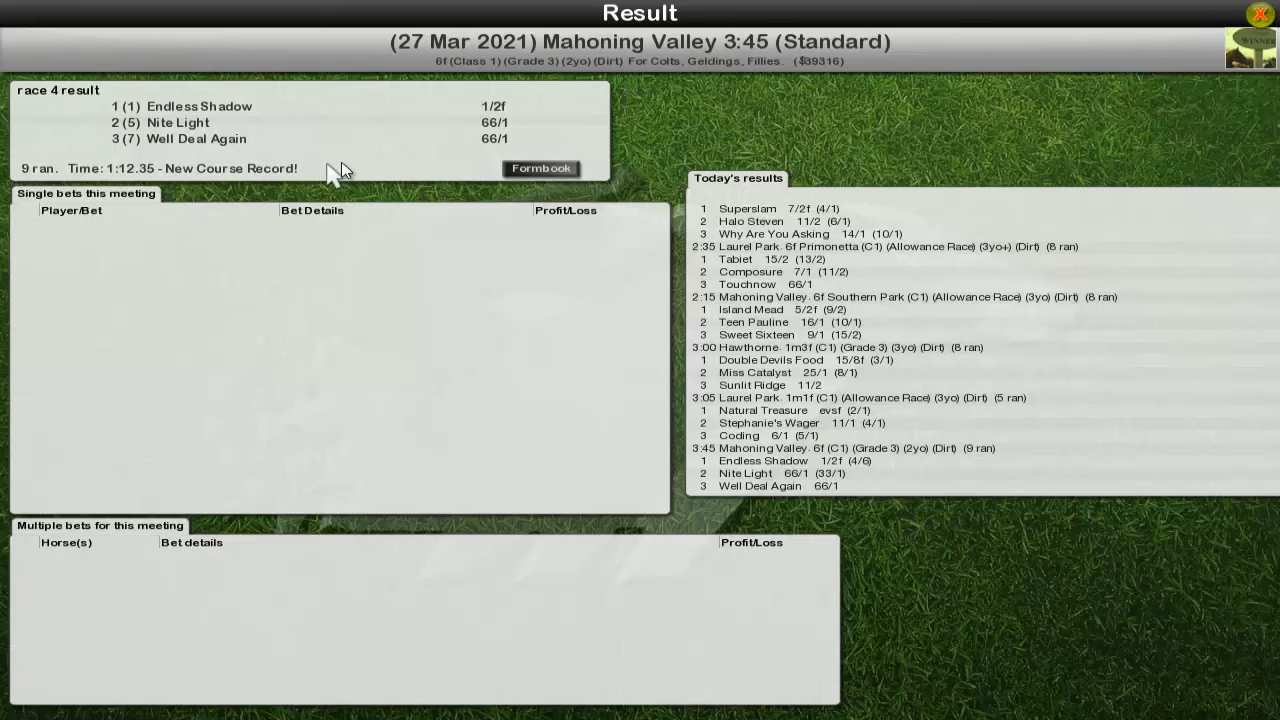 Result
(27 Mar 2021) Mahoning Valley 3:45 (Standard)
6f (Class 1) (Grade 3) (2yo) (Dirt) For Colts, Geldings, Fillies. ($39316)
WINNER
race 4 result
1 (1) Endless Shadow 1/2f
2 (5) Nite Light 66/1
3 (7) Well Deal Again 66/1
9 ran. Time: 1:12.35 - New Course Record!
Formbook
Single bets this meeting
Player/Bet Bet Details Profit/Loss
Today's results
1 Superslam 7/2f (4/1)
2 Halo Steven 11/2 (6/1)
3 Why Are You Asking 14/1 (10/1)
2:35 Laurel Park. 6f Primonetta (C1) (Allowance Race) (3yo+) (Dirt) (8 ran)
1 Tabiet 15/2 (13/2)
2 Composure 7/1 (11/2)
3 Touchnow 66/1
2:15 Mahoning Valley. 6f Southern Park (C1) (Allowance Race) (3yo) (Dirt) (8 ran)
1 Island Mead 5/2f (9/2)
2 Teen Pauline 16/1 (10/1)
3 Sweet Sixteen 9/1 (15/2)
3:00 Hawthorne. 1m3f (C1) (Grade 3) (3yo) (Dirt) (8 ran)
1 Double Devils Food 15/8f (3/1)
2 Miss Catalyst 25/1 (8/1)
3 Sunlit Ridge 11/2
3:05 Laurel Park. 1m1f (C1) (Allowance Race) (3yo) (Dirt) (5 ran)
1 Natural Treasure evsf (2/1)
2 Stephanie's Wager 11/1 (4/1)
3 Coding 6/1 (5/1)
3:45 Mahoning Valley. 6f (C1) (Grade 3) (2yo) (Dirt) (9 ran)
1 Endless Shadow 1/2f (4/6)
2 Nite Light 66/1 (33/1)
3 Well Deal Again 66/1
Multiple bets for this meeting
Horse(s) Bet details Profit/Loss